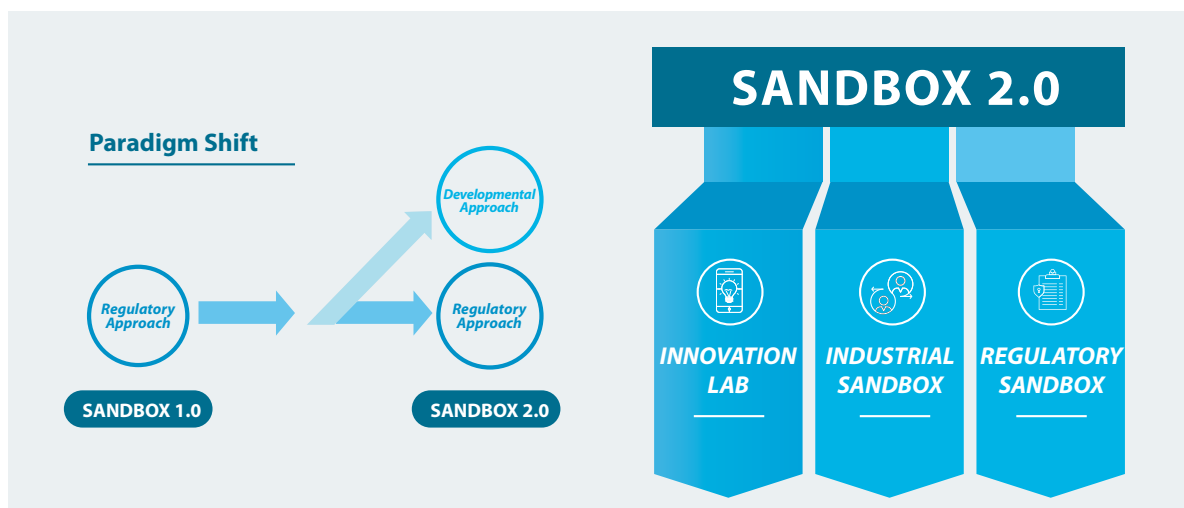 Paradigm Shift
Developmental
Approach
Regulatory
Approach
Regulatory
Approach
SANDBOX 1.0
SANDBOX 2.0
SANDBOX 2.0
INNOVATION
LAB
INDUSTRIAL
SANDBOX
REGULATORY
SANDBOX